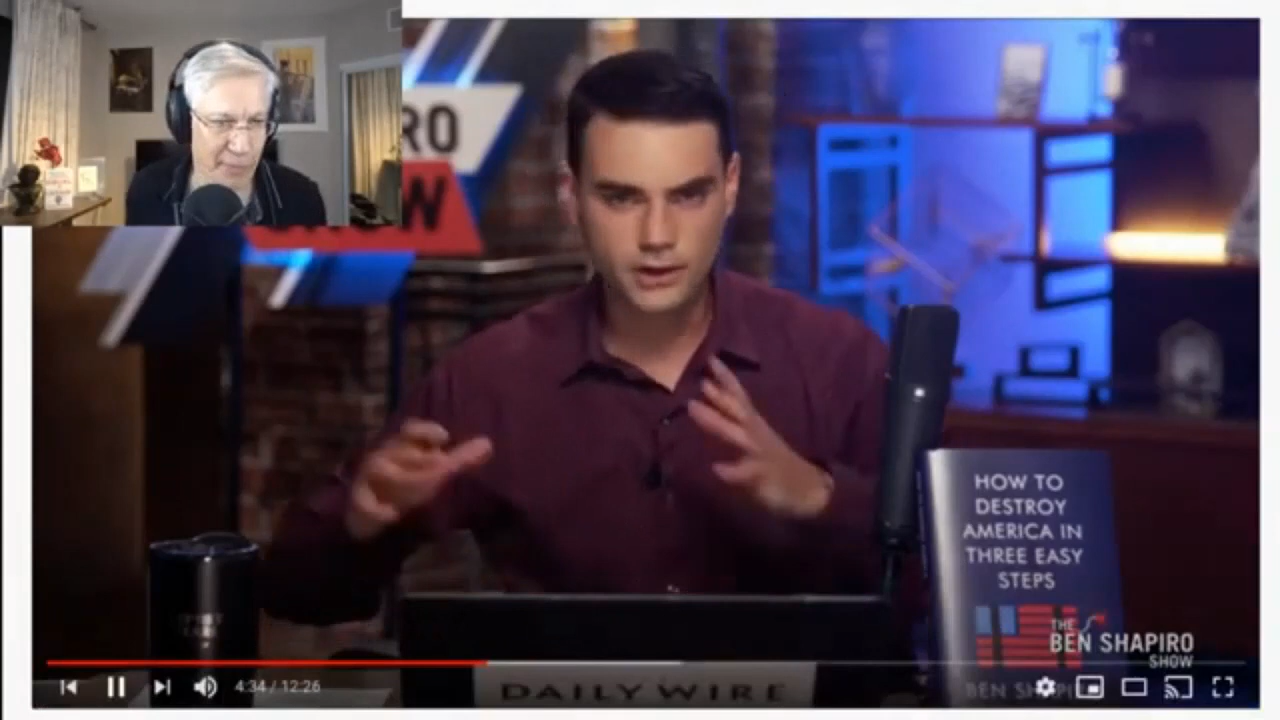 RO
W
HOW TO
DESTROY
AMERICA IN
THREE EASY
STEPS
THE
BEN SHAPIRO
SHOW
4:34 / 12:26
DAILY WIRE